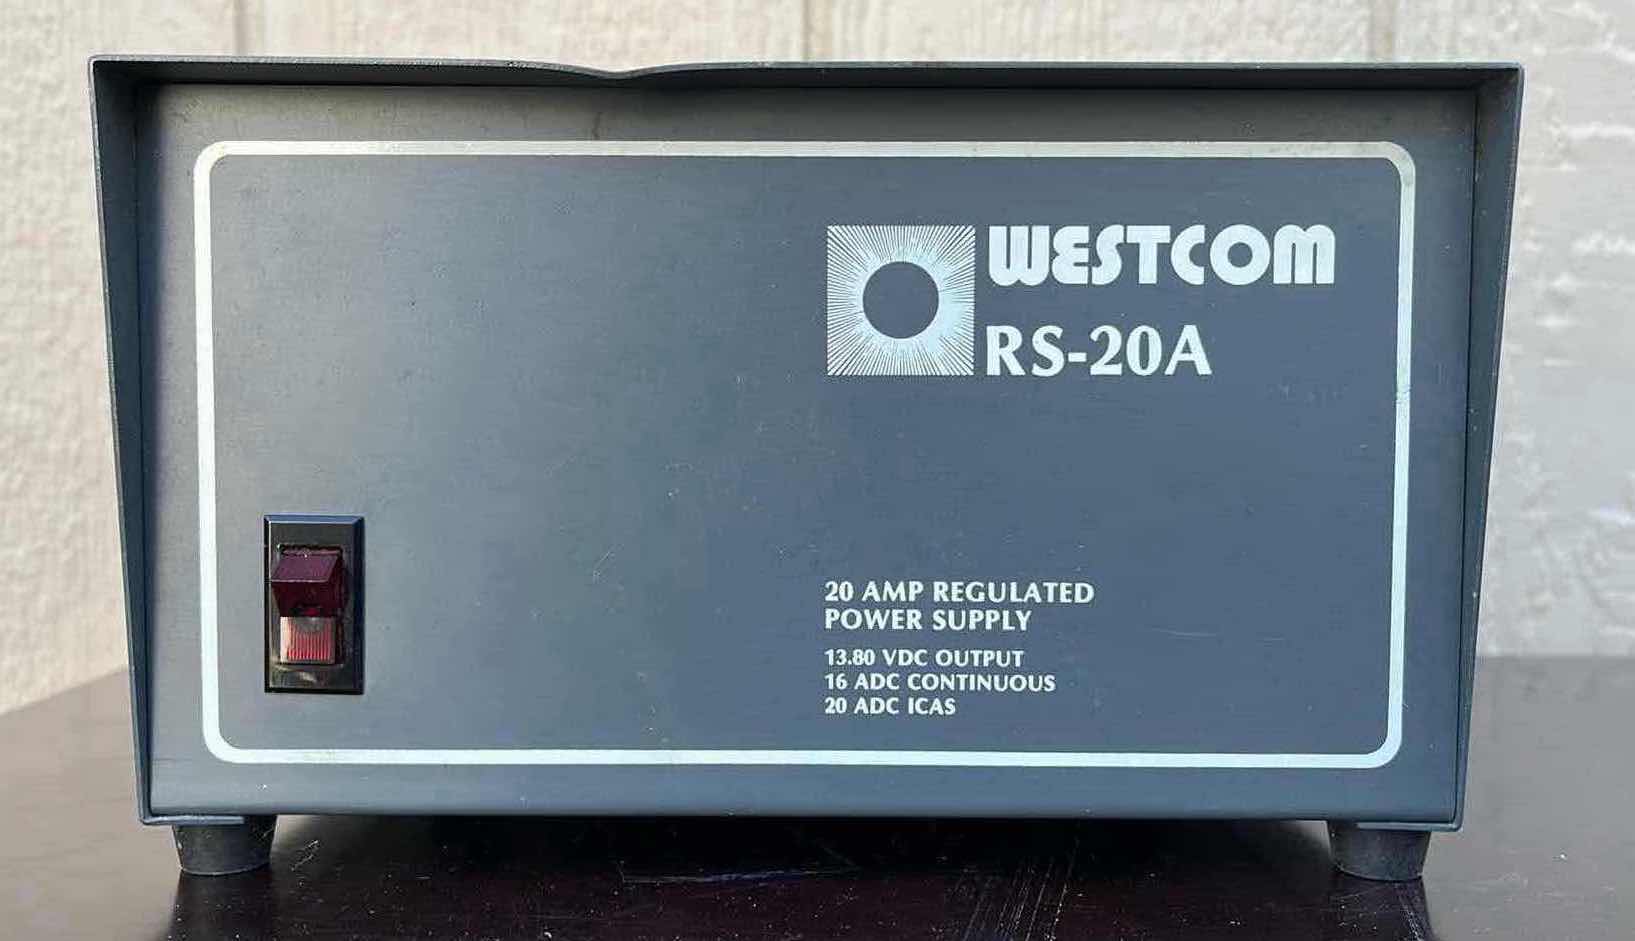 WESTCOM
RS-20A
20 AMP REGULATED
POWER SUPPLY
13.80 VDC OUTPUT
16 ADC CONTINUOUS
20 ADC ICAS